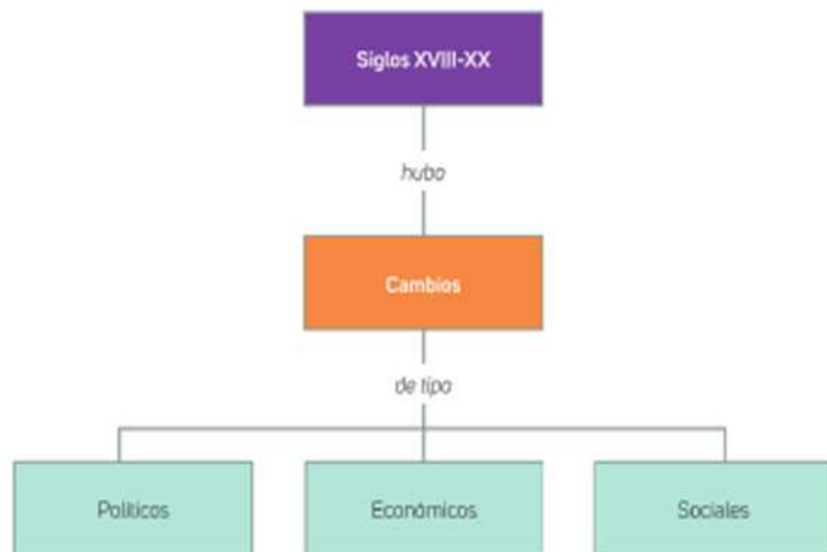 Siglos XVIII-XX
hubo
Cambios
de tipo
Políticos
Económicos
Sociales